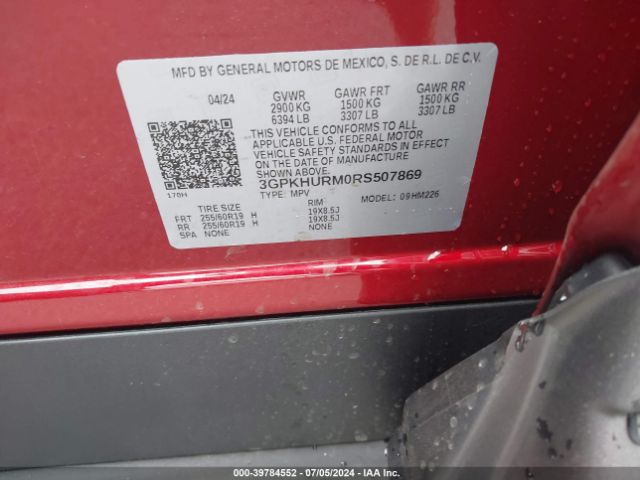 MFD BY GENERAL MOTORS DE MEXICO, S. DE R.L. DE C.V.
04/24 GVWR GAWR FRT GAWR RR
2900 KG 1500 KG 1500 KG
6394 LB 3307 LB 3307 LB
THIS VEHICLE CONFORMS TO ALL
APPLICABLE U.S. FEDERAL MOTOR
VEHICLE SAFETY STANDARDS IN EFFECT
ON THE DATE OF MANUFACTURE
SHOWN ABOVE.
3GPKHURM0RS507869
170H TYPE: MPV MODEL: 09HM226
TIRE SIZE RIM
FRT 255/60R19 H 19X8.5J
RR 255/60R19 H 19X8.5J
SPA NONE NONE
000-39784552 - 07/05/2024 - IAA Inc.